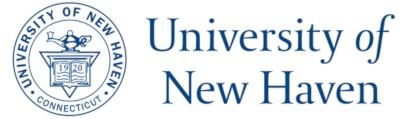 UNIVERSITY OF NEW HAVEN
1920
CONNECTICUT
University of
New Haven